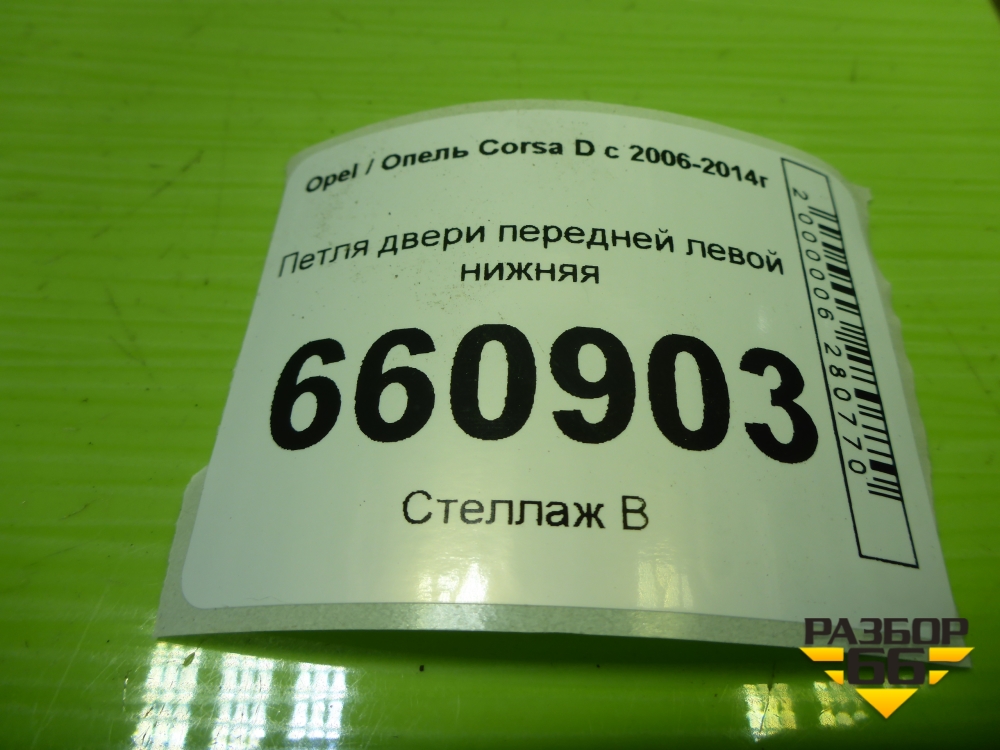 Opel / Опель Corsa D с 2006-2014г
Петля двери передней левой
нижняя
660903
Стеллаж В
2000006280770
РАЗБОР
66